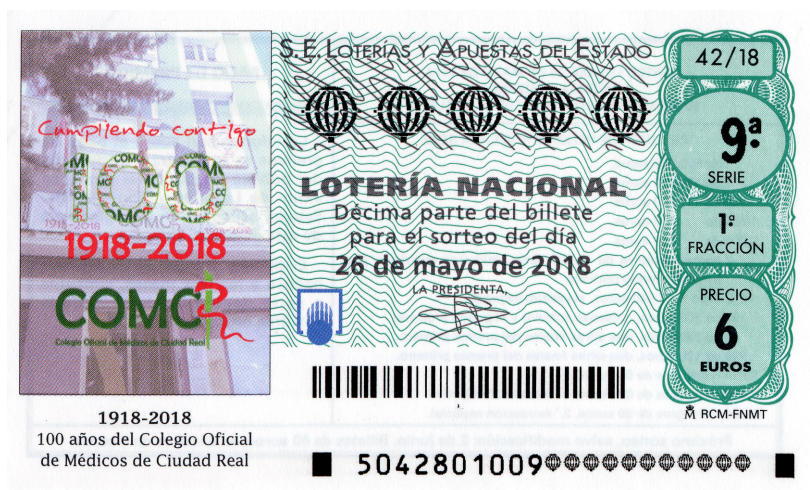 Cumpliendo contigo
100
1918-2018
COMCR
Colegio Oficial de Médicos de Ciudad Real
1918-2018
100 años del Colegio Oficial
de Médicos de Ciudad Real
S. E. LOTERÍAS Y APUESTAS DEL ESTADO
LOTERÍA NACIONAL
Décima parte del billete
para el sorteo del día
26 de mayo de 2018
LA PRESIDENTA,
42/18
9ª
SERIE
1ª
FRACCIÓN
PRECIO
6
EUROS
RCM-FNMT
5042801009